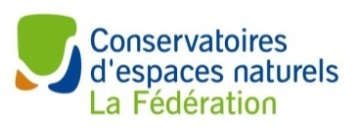 Conservatoires
d'espaces naturels
La Fédération